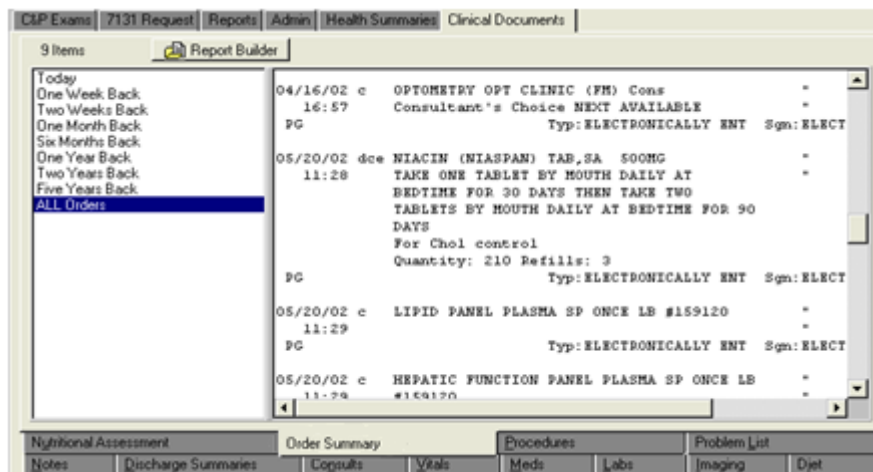 C&P Exams 7131 Request Reports Admin Health Summaries Clinical Documents
9 Items Report Builder
Today
One Week Back
Two Weeks Back
One Month Back
Six Months Back
One Year Back
Two Years Back
Five Years Back
ALL Orders
04/16/02 c OPTOMETRY OPT CLINIC (FM) Cons "
16:57 Consultant's Choice NEXT AVAILABLE "
PG Typ:ELECTRONICALLY ENT Sgn:ELECT
05/20/02 dce NIACIN (NIASPAN) TAB,SA 500MG "
11:28 TAKE ONE TABLET BY MOUTH DAILY AT "
BEDTIME FOR 30 DAYS THEN TAKE TWO
TABLETS BY MOUTH DAILY AT BEDTIME FOR 90
DAYS
For Chol control
Quantity: 210 Refills: 3
PG Typ:ELECTRONICALLY ENT Sgn:ELECT
05/20/02 c LIPID PANEL PLASMA SP ONCE LB #159120 "
11:29 "
PG Typ:ELECTRONICALLY ENT Sgn:ELECT
05/20/02 c HEPATIC FUNCTION PANEL PLASMA SP ONCE LB "
11:29 #159120 "
Nutritional Assessment Order Summary Procedures Problem List
Notes Discharge Summaries Consults Vitals Meds Labs Imaging Diet